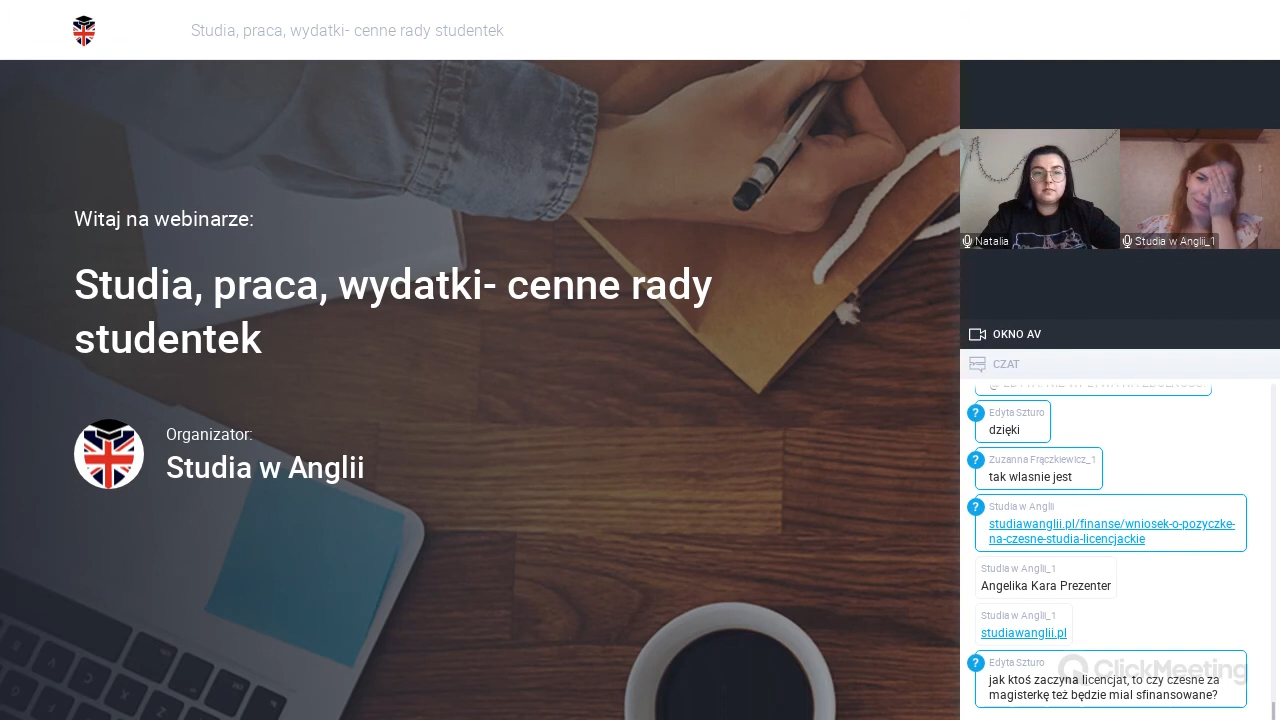 Studia, praca, wydatki- cenne rady studentek
Witaj na webinarze:
Studia, praca, wydatki- cenne rady
studentek
Organizator:
Studia w Anglii
Natalia
Studia w Anglii_1
OKNO AV
CZAT
Edyta Szturo
dzięki
Zuzanna Frączkiewicz_1
tak wlasnie jest
Studia w Anglii
studiawanglii.pl/finanse/wniosek-o-pozyczke-
na-czesne-studia-licencjackie
Studia w Anglii_1
Angelika Kara Prezenter
Studia w Anglii_1
studiawanglii.pl
Edyta Szturo
ClickMeeting
jak ktoś zaczyna licencjat, to czy czesne za
magisterkę też będzie mial sfinansowane?